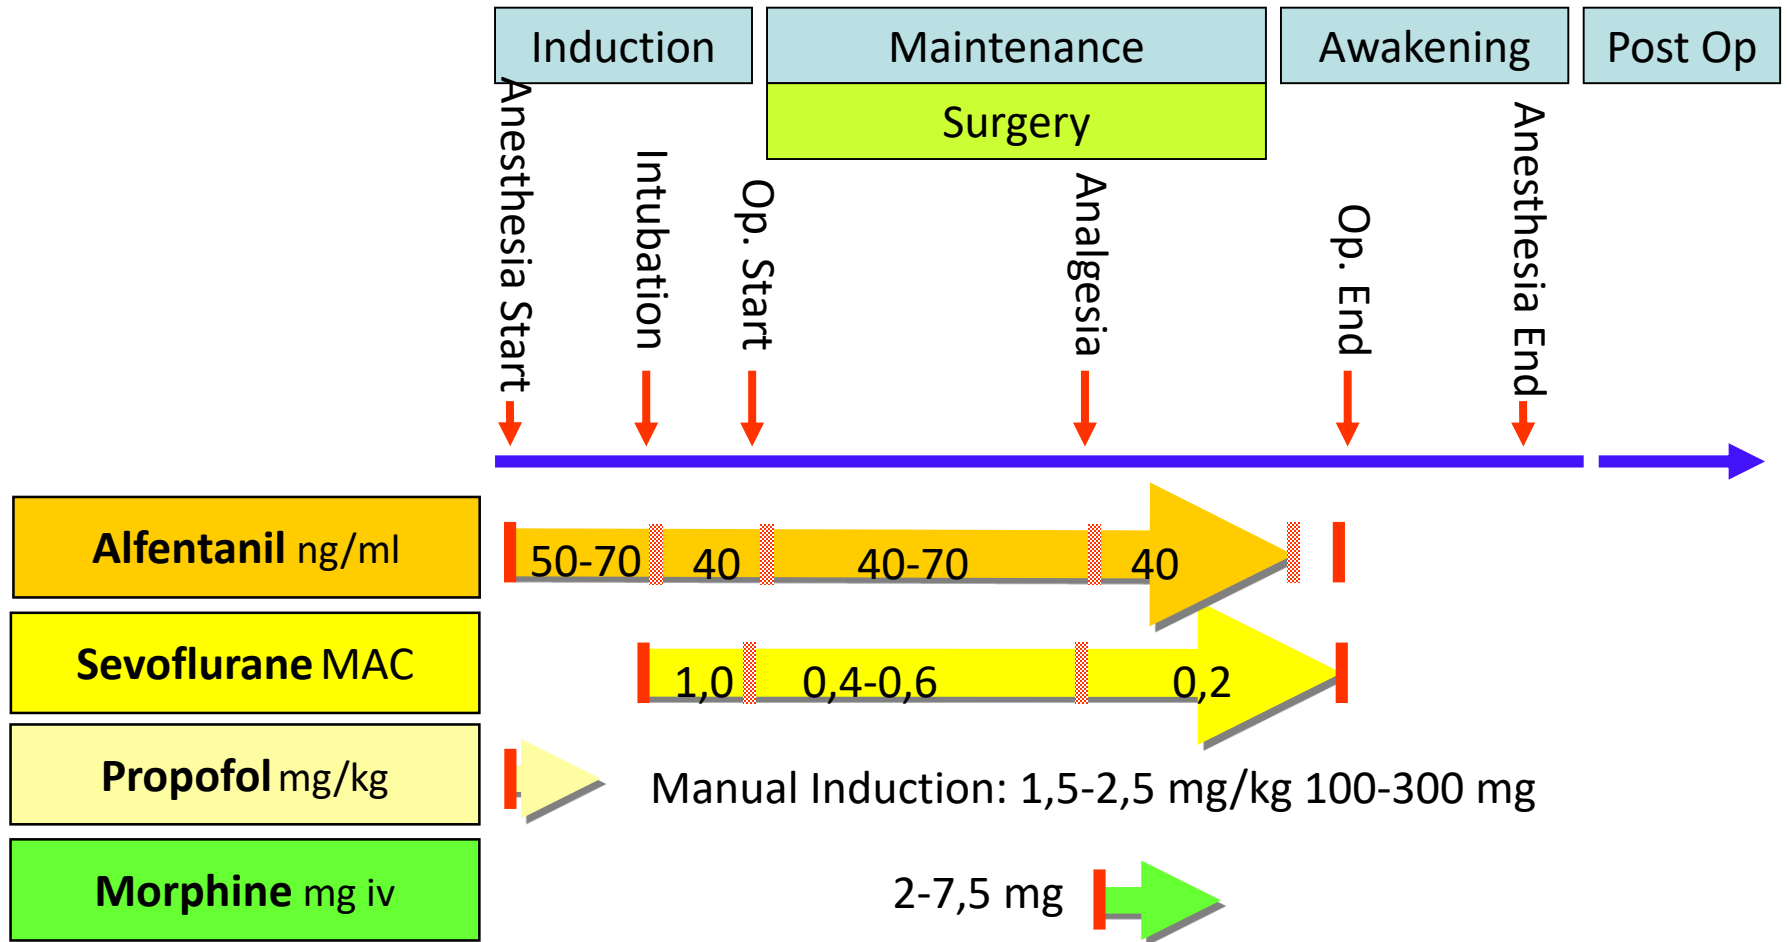 Induction
Maintenance
Awakening
Post Op
Surgery
Anesthesia Start
Intubation
Op. Start
Analgesia
Op. End
Anesthesia End
Alfentanil ng/ml
50-70
40
40-70
40
Sevoflurane MAC
1,0
0,4-0,6
0,2
Propofol mg/kg
Manual Induction: 1,5-2,5 mg/kg 100-300 mg
Morphine mg iv
2-7,5 mg